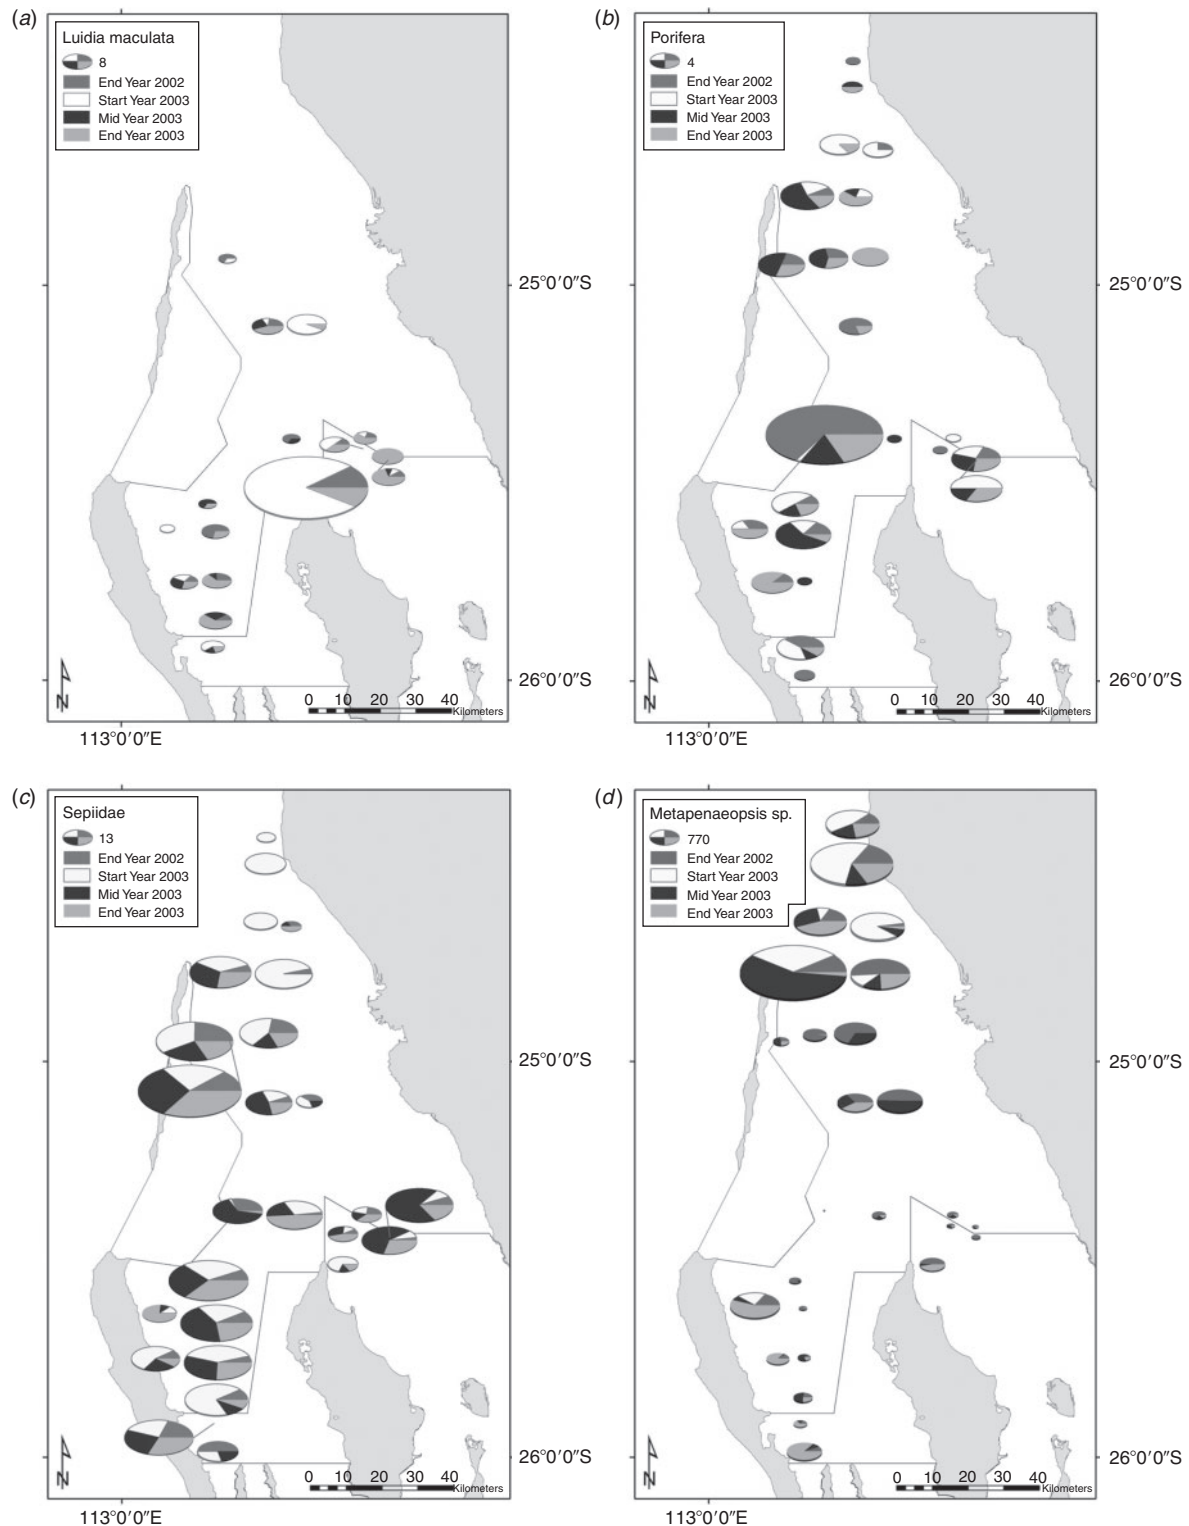 (a)
Luidia maculata
8
End Year 2002
Start Year 2003
Mid Year 2003
End Year 2003
25°0′0″S
26°0′0″S
N
0 10 20 30 40
Kilometers
113°0′0″E
(b)
Porifera
4
End Year 2002
Start Year 2003
Mid Year 2003
End Year 2003
25°0′0″S
26°0′0″S
N
0 10 20 30 40
Kilometers
113°0′0″E
(c)
Sepiidae
13
End Year 2002
Start Year 2003
Mid Year 2003
End Year 2003
25°0′0″S
26°0′0″S
N
0 10 20 30 40
Kilometers
113°0′0″E
(d)
Metapenaeopsis sp.
770
End Year 2002
Start Year 2003
Mid Year 2003
End Year 2003
25°0′0″S
26°0′0″S
N
0 10 20 30 40
Kilometers
113°0′0″E